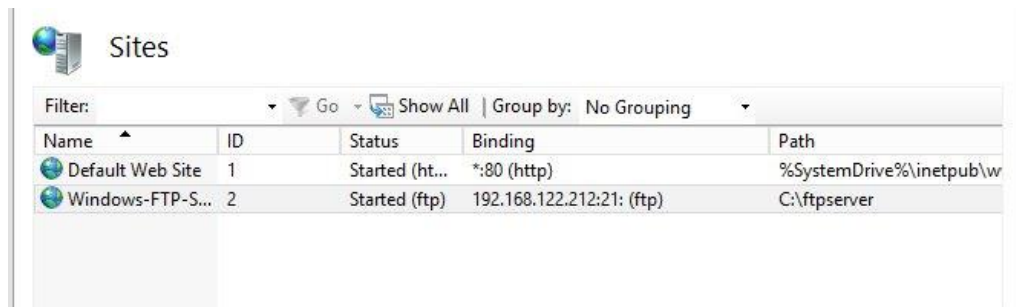 Sites
Filter: Go Show All | Group by: No Grouping
Name ID Status Binding Path
Default Web Site 1 Started (ht... *:80 (http) %SystemDrive%\inetpub\w
Windows-FTP-S... 2 Started (ftp) 192.168.122.212:21: (ftp) C:\ftpserver